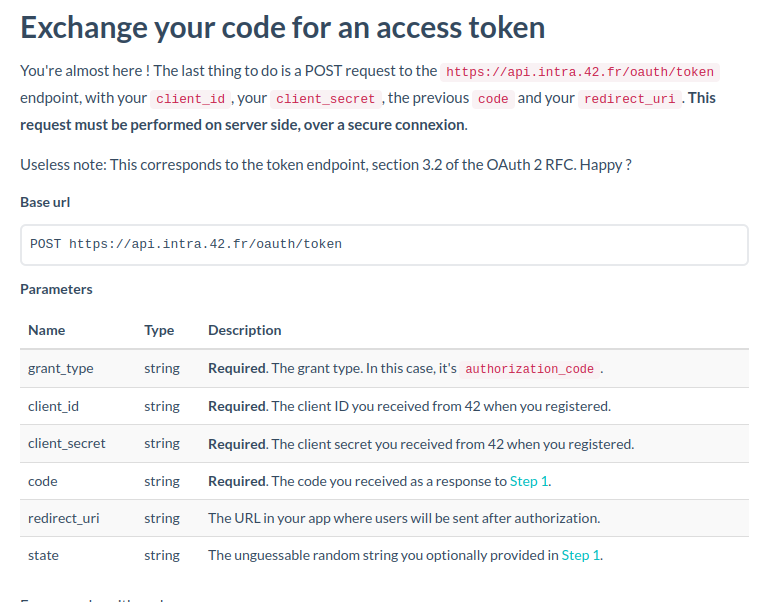 Exchange your code for an access token
You're almost here ! The last thing to do is a POST request to the https://api.intra.42.fr/oauth/token
endpoint, with your client_id , your client_secret , the previous code and your redirect_uri . This
request must be performed on server side, over a secure connexion.
Useless note: This corresponds to the token endpoint, section 3.2 of the OAuth 2 RFC. Happy ?
Base url
POST https://api.intra.42.fr/oauth/token
Parameters
Name Type Description
grant_type string Required. The grant type. In this case, it's authorization_code .
client_id string Required. The client ID you received from 42 when you registered.
client_secret string Required. The client secret you received from 42 when you registered.
code string Required. The code you received as a response to Step 1.
redirect_uri string The URL in your app where users will be sent after authorization.
state string The unguessable random string you optionally provided in Step 1.